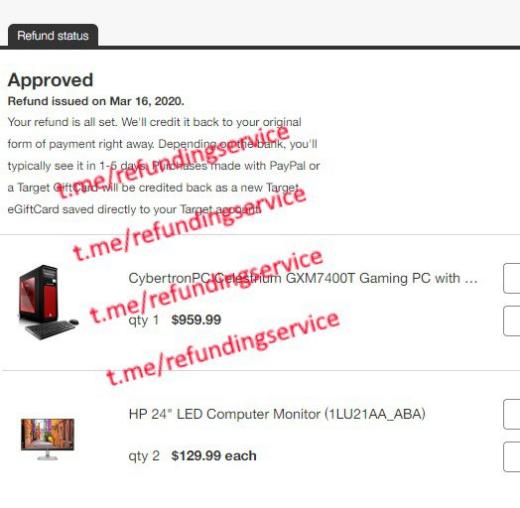 Refund status
Approved
Refund issued on Mar 16, 2020.
Your refund is all set. We'll credit it back to your original
form of payment right away. Depending on the bank, you'll
typically see it in 1-5 days. Purchases made with PayPal or
a Target GiftCard will be credited back as a new Target
eGiftCard saved directly to your Target account.
t.me/refundingservice
t.me/refundingservice
t.me/refundingservice
t.me/refundingservice
CybertronPC Celestrium GXM7400T Gaming PC with ...
qty 1 $959.99
HP 24" LED Computer Monitor (1LU21AA_ABA)
qty 2 $129.99 each